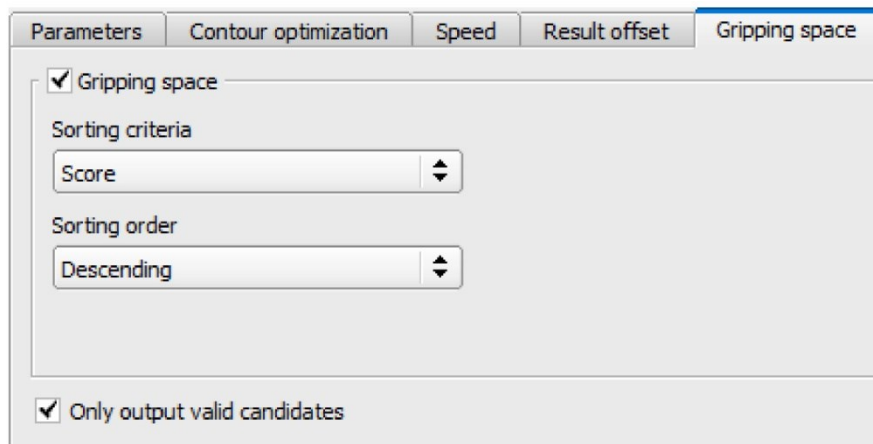 Parameters Contour optimization Speed Result offset Gripping space
Gripping space
Sorting criteria
Score
Sorting order
Descending
Only output valid candidates